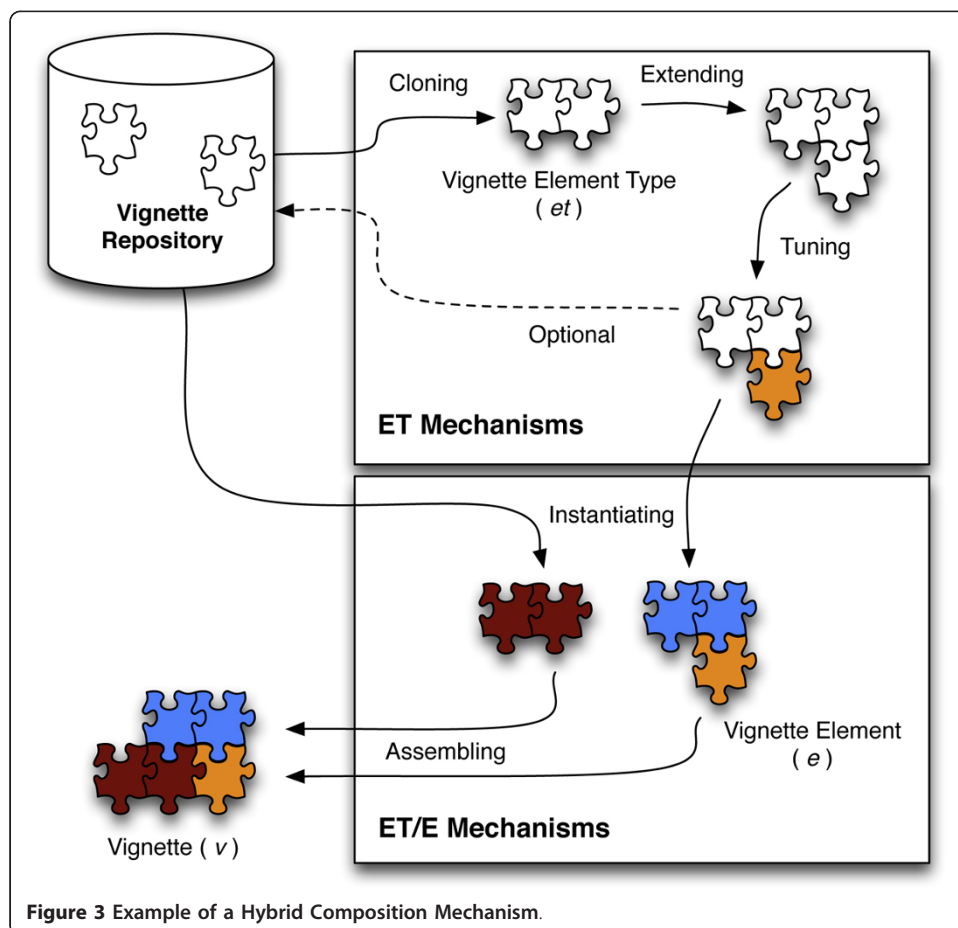 Cloning
Extending
Vignette Element Type
( et )
Vignette
Repository
Tuning
Optional
ET Mechanisms
Instantiating
Vignette Element
( e )
Assembling
ET/E Mechanisms
Vignette ( v )
Figure 3 Example of a Hybrid Composition Mechanism.